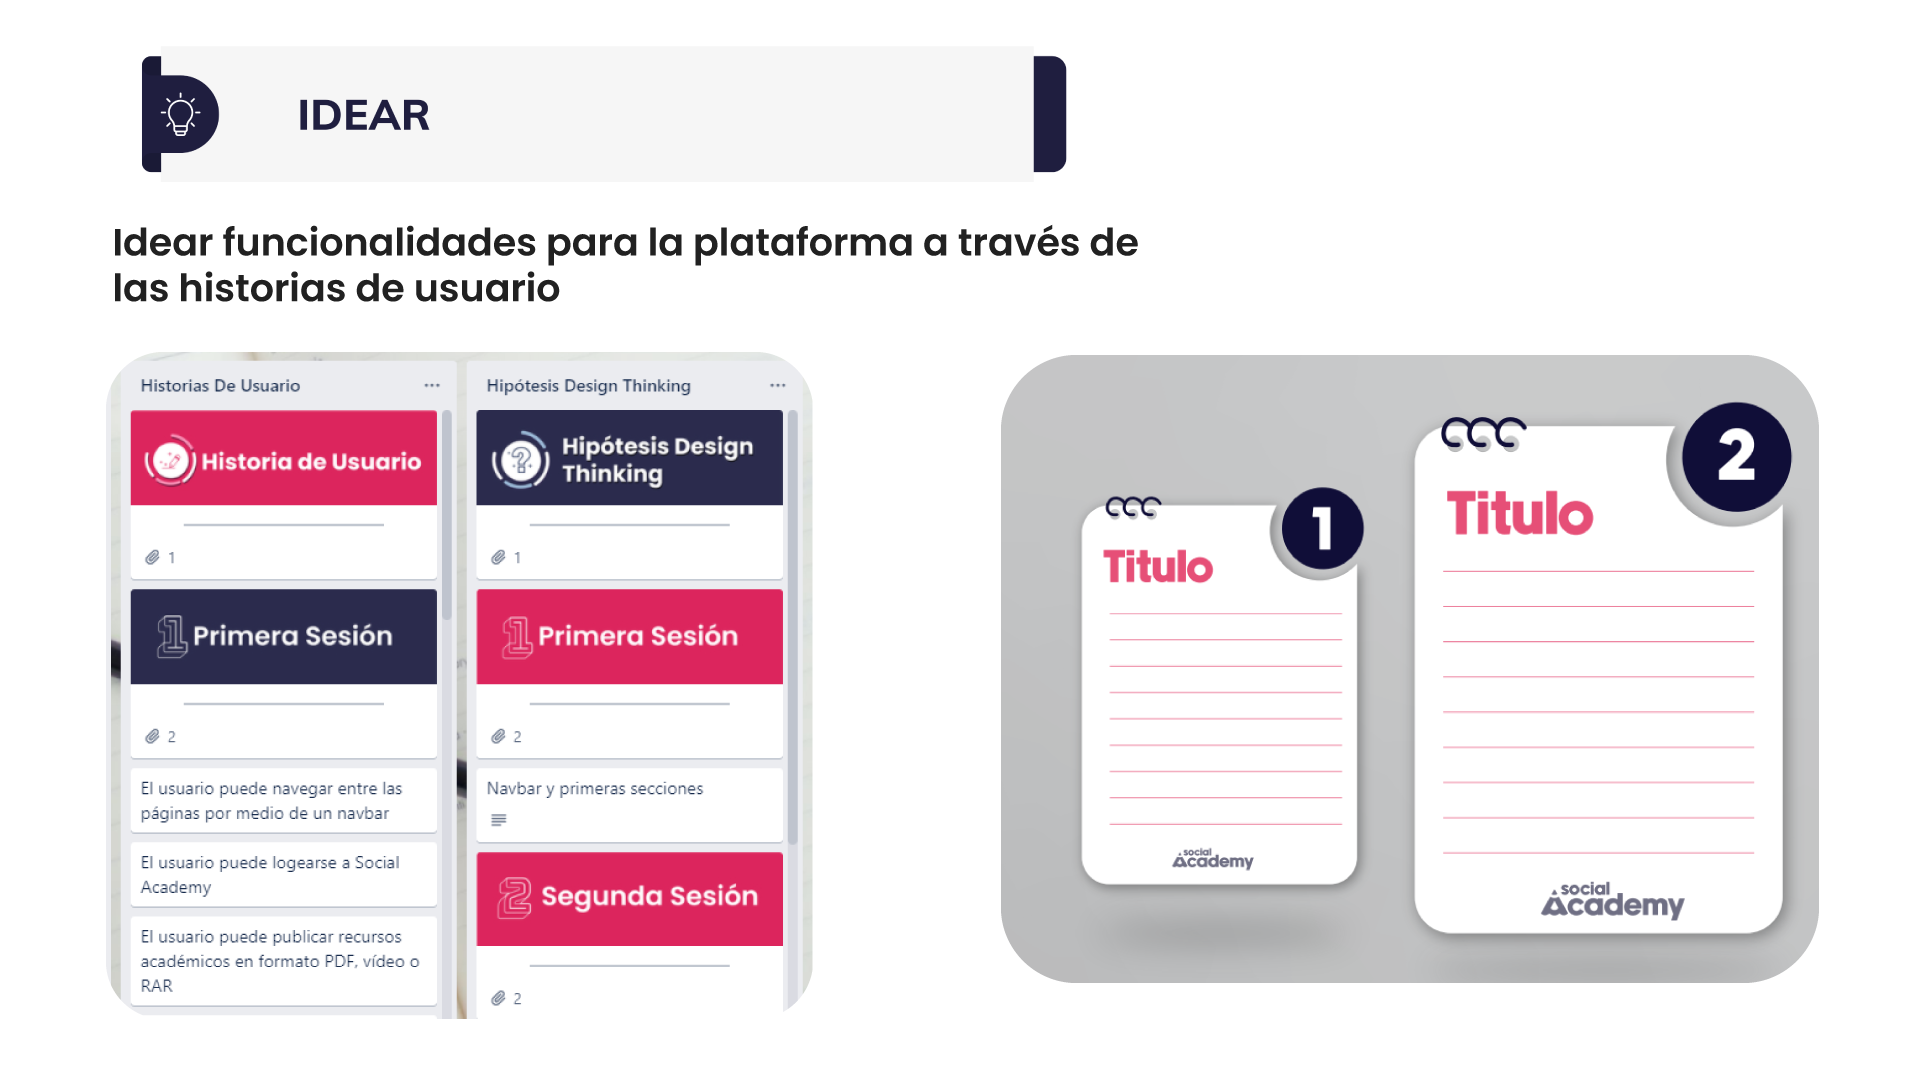 IDEAR
Idear funcionalidades para la plataforma a través de
las historias de usuario
Historias De Usuario
Historia de Usuario
1
1 Primera Sesión
2
El usuario puede navegar entre las
páginas por medio de un navbar
El usuario puede logearse a Social
Academy
El usuario puede publicar recursos
académicos en formato PDF, vídeo o
RAR
Hipótesis Design Thinking
Hipótesis Design
Thinking
1
1 Primera Sesión
2
Navbar y primeras secciones
2 Segunda Sesión
2
1
Titulo
social
Academy
2
Titulo
social
Academy